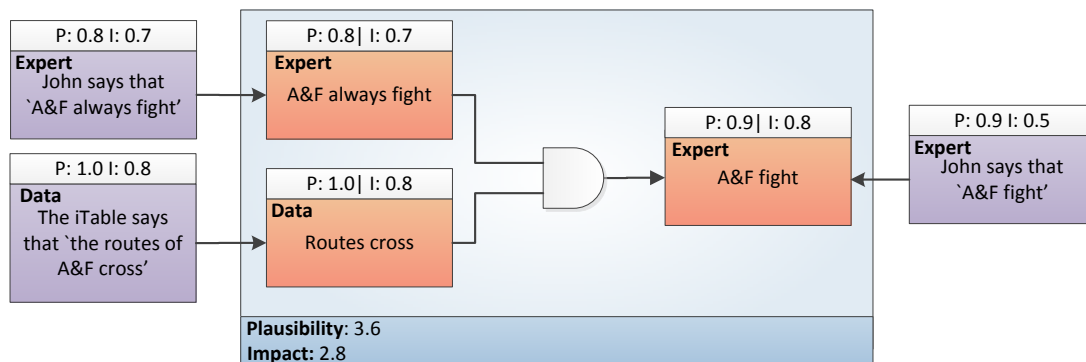 P: 0.8 I: 0.7
Expert
John says that
`A&F always fight’
P: 1.0 I: 0.8
Data
The iTable says
that `the routes of
A&F cross’
P: 0.8| I: 0.7
Expert
A&F always fight
P: 1.0| I: 0.8
Data
Routes cross
P: 0.9| I: 0.8
Expert
A&F fight
P: 0.9 I: 0.5
Expert
John says that
`A&F fight’
Plausibility: 3.6
Impact: 2.8